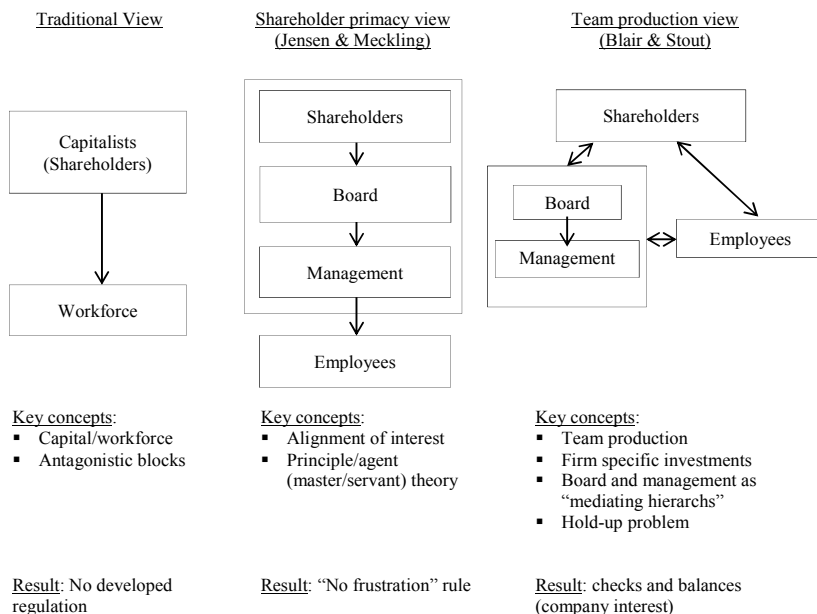 Traditional View
Capitalists
(Shareholders)
Workforce
Key concepts:
▪ Capital/workforce
▪ Antagonistic blocks
Result: No developed
regulation
Shareholder primacy view
(Jensen & Meckling)
Shareholders
Board
Management
Employees
Key concepts:
▪ Alignment of interest
▪ Principle/agent
(master/servant) theory
Result: “No frustration” rule
Team production view
(Blair & Stout)
Shareholders
Board
Management
Employees
Key concepts:
▪ Team production
▪ Firm specific investments
▪ Board and management as
“mediating hierarchs”
▪ Hold-up problem
Result: checks and balances
(company interest)